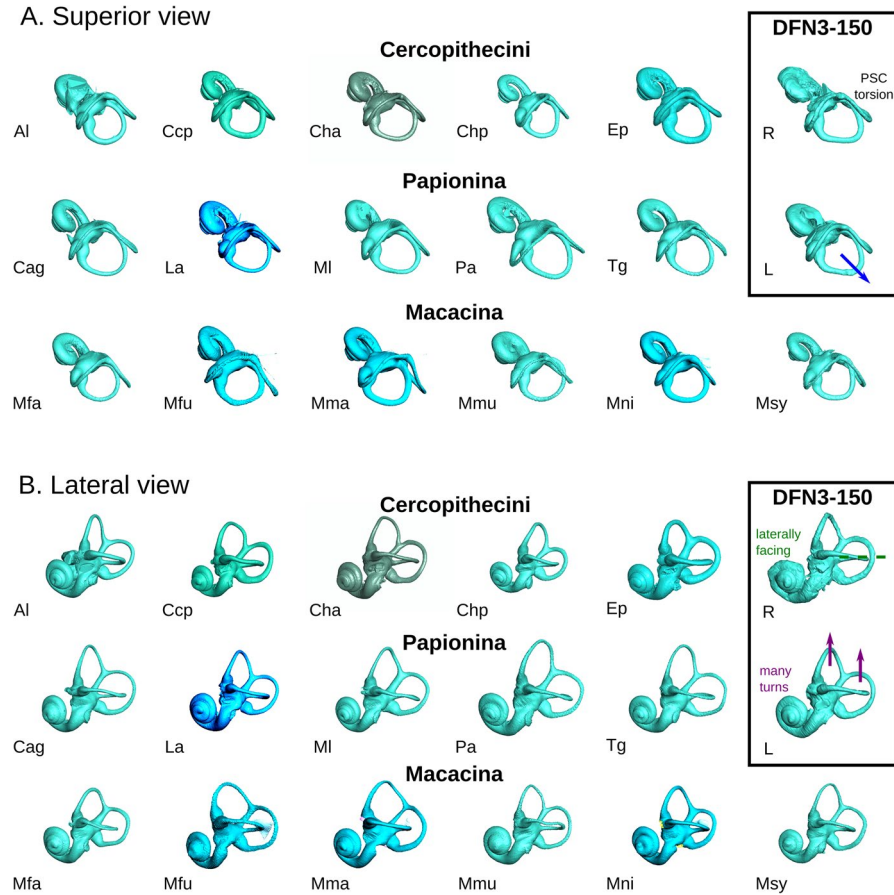 A. Superior view
Cercopithecini
DFN3-150
PSC
torsion
Al
Ccp
Cha
Chp
Ep
R
Papionina
Cag
La
Ml
Pa
Tg
L
Macacina
Mfa
Mfu
Mma
Mmu
Mni
Msy
B. Lateral view
Cercopithecini
DFN3-150
laterally
facing
Al
Ccp
Cha
Chp
Ep
R
Papionina
many
turns
Cag
La
Ml
Pa
Tg
L
Macacina
Mfa
Mfu
Mma
Mmu
Mni
Msy